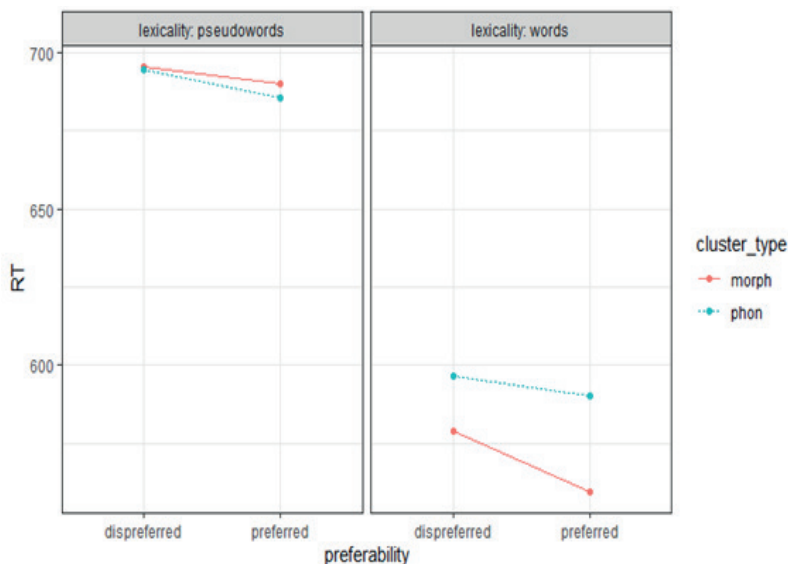 lexicality: pseudowords
lexicality: words
700
650
600
RT
dispreferred
preferred
dispreferred
preferred
preferability
cluster_type
morph
phon